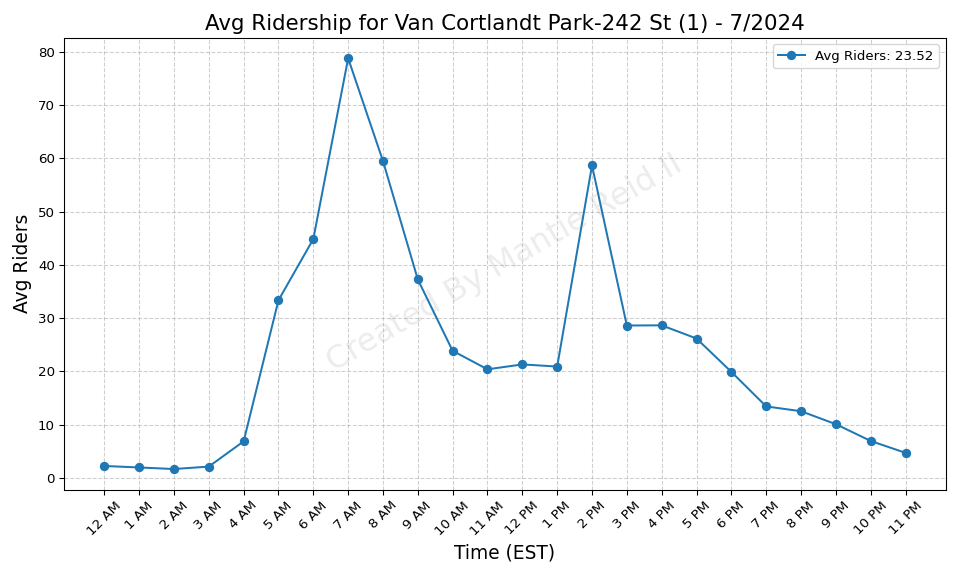 Avg Ridership for Van Cortlandt Park-242 St (1) - 7/2024
Avg Riders: 23.52
80
70
60
50
40
30
20
10
0
Avg Riders
Created By Mantie Reid II
12 AM
1 AM
2 AM
3 AM
4 AM
5 AM
6 AM
7 AM
8 AM
9 AM
10 AM
11 AM
12 PM
1 PM
2 PM
3 PM
4 PM
5 PM
6 PM
7 PM
8 PM
9 PM
10 PM
11 PM
Time (EST)